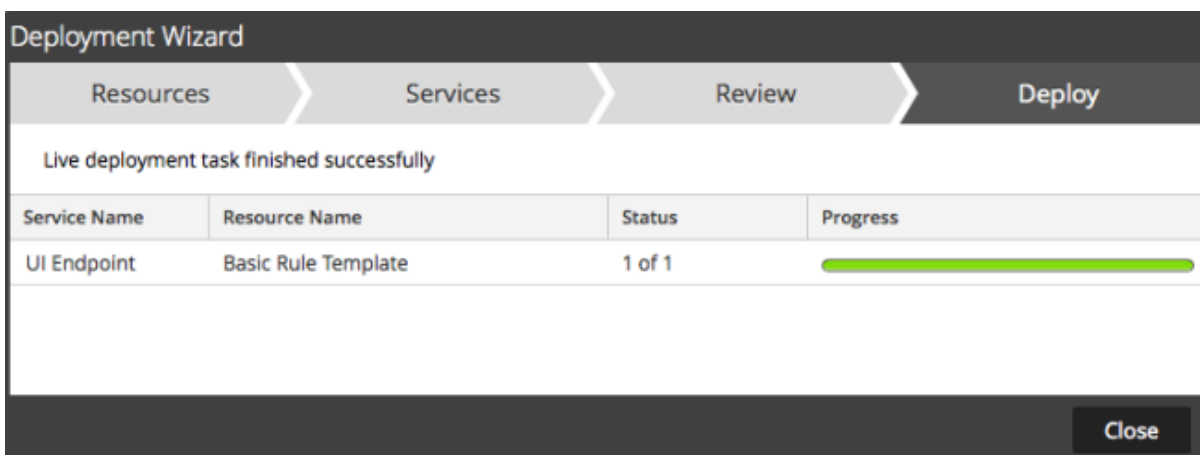 Deployment Wizard
Resources Services Review Deploy
Live deployment task finished successfully
Service Name Resource Name Status Progress
UI Endpoint Basic Rule Template 1 of 1
Close